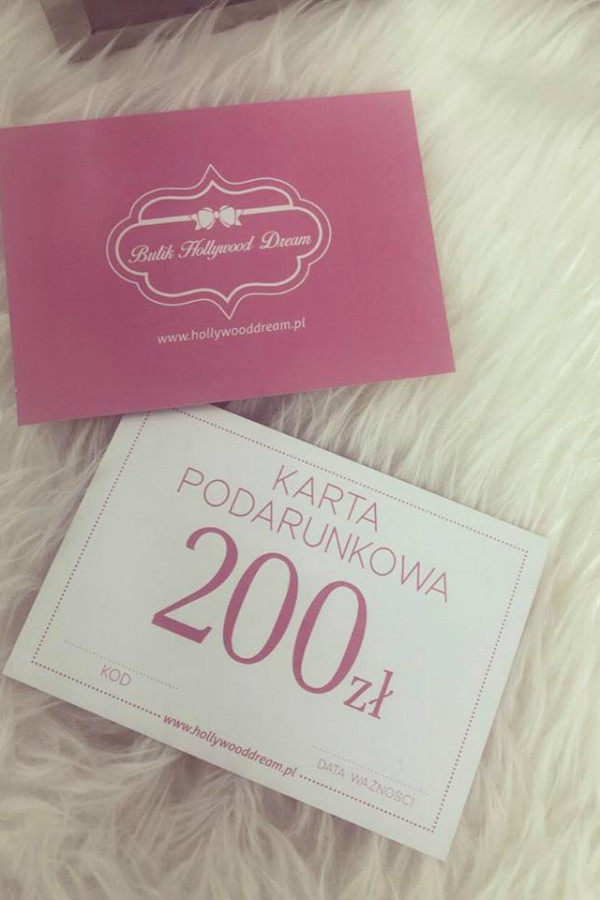 Butik Hollywood Dream
www.hollywooddream.pl
KARTA
PODARUNKOWA
200zł
KOD
www.hollywooddream.pl
DATA WAŻNOŚCI